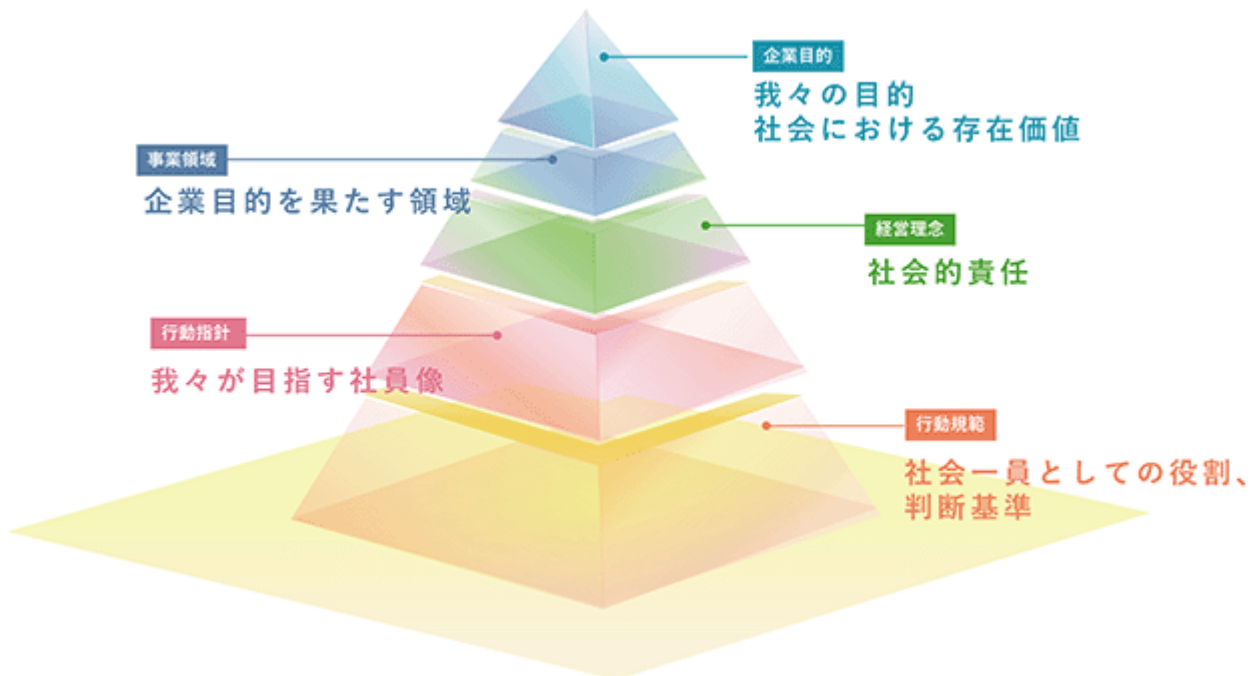 企業目的
我々の目的
社会における存在価値
事業領域
企業目的を果たす領域
経営理念
社会的責任
行動指針
我々が目指す社員像
行動規範
社会一員としての役割、
判断基準